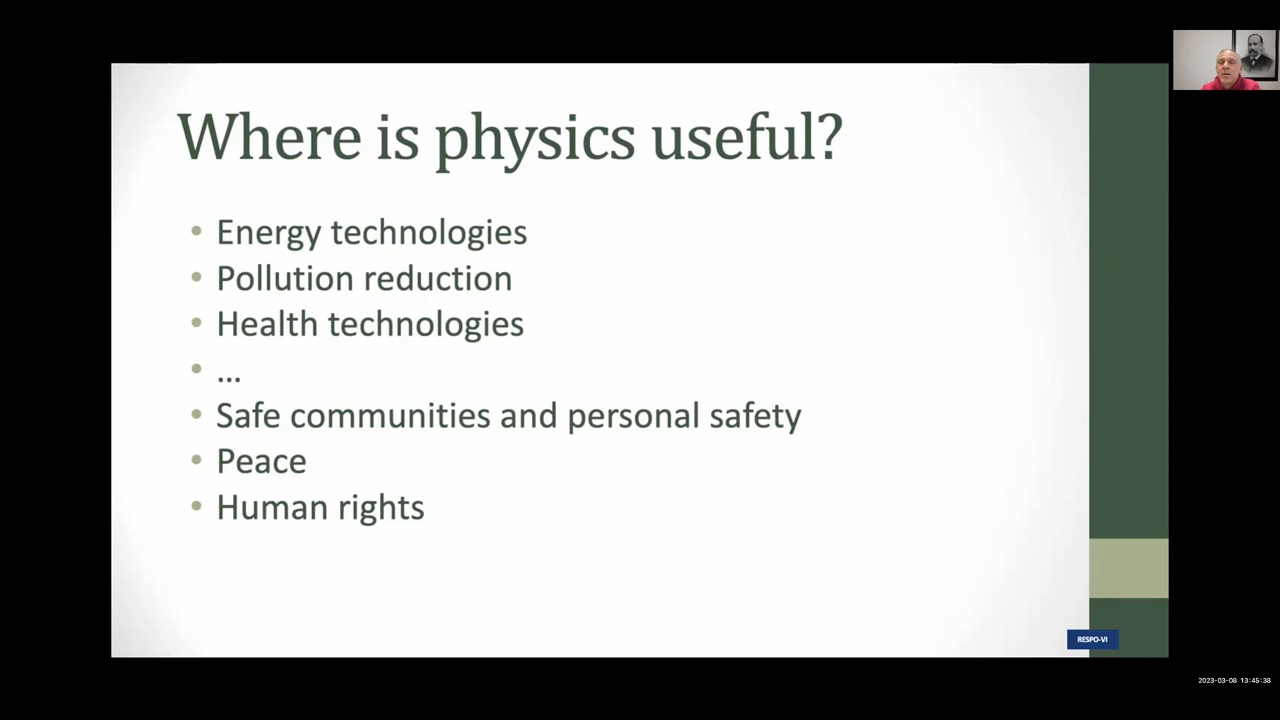 Where is physics useful?
• Energy technologies
• Pollution reduction
• Health technologies
• ...
• Safe communities and personal safety
• Peace
• Human rights
RESPO-VI
2023-03-08 13:45:38